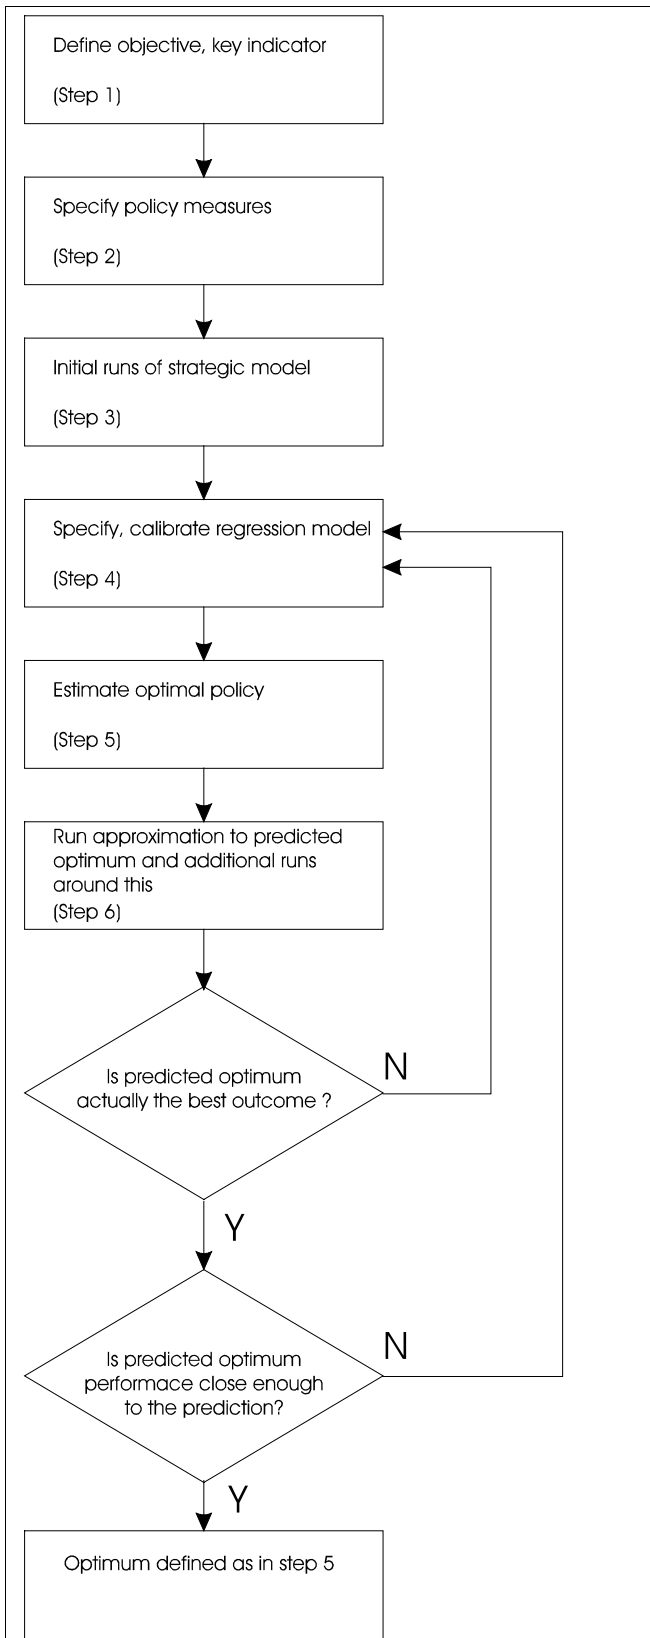 Define objective, key indicator
(Step 1)
Specify policy measures
(Step 2)
Initial runs of strategic model
(Step 3)
Specify, calibrate regression model
(Step 4)
Estimate optimal policy
(Step 5)
Run approximation to predicted
optimum and additional runs
around this
(Step 6)
Is predicted optimum
actually the best outcome ?
N
Y
Is predicted optimum
performace close enough
to the prediction?
N
Y
Optimum defined as in step 5